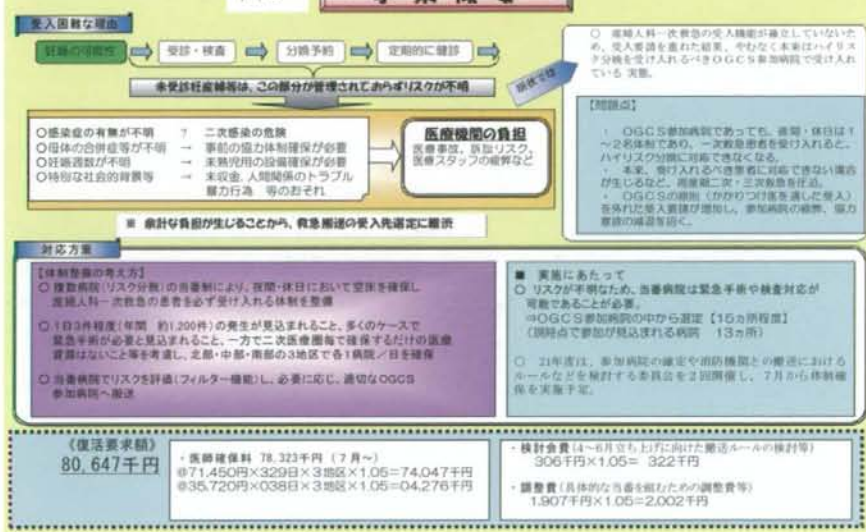 事業概要
受入困難な理由
妊娠の可能性
受診・検査
分娩予約
定期的に健診
未受診妊産婦等は、この部分が管理されておらずリスクが不明
現状では
○感染症の有無が不明 ? 二次感染の危険
○母体の合併症等が不明 → 事前の協力体制確保が必要
○妊娠週数が不明 → 未熟児用の設備確保が必要
○特別な社会的背景等 → 未収金、人間関係のトラブル
暴力行為 等のおそれ
医療機関の負担
医療事故、訴訟リスク、
医療スタッフの疲弊など
※ 余計な負担が生じることから、救急搬送の受入先選定に難渋
○ 産婦人科一次救急の受入機能が確立していないた
め、受入要請を重ねた結果、やむなく本来はハイリス
ク分娩を受け入れるべきOGCS参加病院で受け入れ
ている 実態。
【問題点】
・ OGCS参加病院であっても、夜間・休日は1
～2名体制であり、一次救急患者を受け入れると、
ハイリスク分娩に対応できなくなる。
・ 本来、受け入れるべき患者に対応できない場合
が生じるなど、周産期二次・三次救急を圧迫。
・ OGCSの原則(かかりつけ医を通じた受入)
を外れた受入要請が増加し、参加病院の疲弊、協力
意識の減退を招く。
対応方策
【体制整備の考え方】
○ 複数病院(リスク分散)の当番制により、夜間・休日において空床を確保し
産婦人科一次救急の患者を必ず受け入れる体制を整備
○ 1日3件程度(年間 約1,200件)の発生が見込まれること、多くのケースで
緊急手術が必要と見込まれること、一方で二次医療圏毎で確保するだけの医療
資源はないこと等を考慮し、北部・中部・南部の3地区で各1病院/日を確保
○ 当番病院でリスクを評価(フィルター機能)し、必要に応じ、適切なOGCS
参加病院へ搬送
■ 実施にあたって
○ リスクが不明なため、当番病院は緊急手術や検査対応が
可能であることが必要。
⇒OGCS参加病院の中から選定 【15ヵ所程度】
(現時点で参加が見込まれる病院 13ヵ所)
○ 21年度は、参加病院の確定や消防機関との搬送における
ルールなどを検討する委員会を2回開催し、7月から体制確
保を実施予定。
《復活要求額》
80,647千円
・医師確保料 78,323千円 (7月~)
@71,450円×329日×3地区×1.05=74,047千円
@35,720円×038日×3地区×1.05=04,276千円
・検討会費(4~6月立ち上げに向けた搬送ルールの検討等)
306千円×1.05= 322千円
・調整費(具体的な当番を組むための調整費等)
1,907千円×1.05=2,002千円